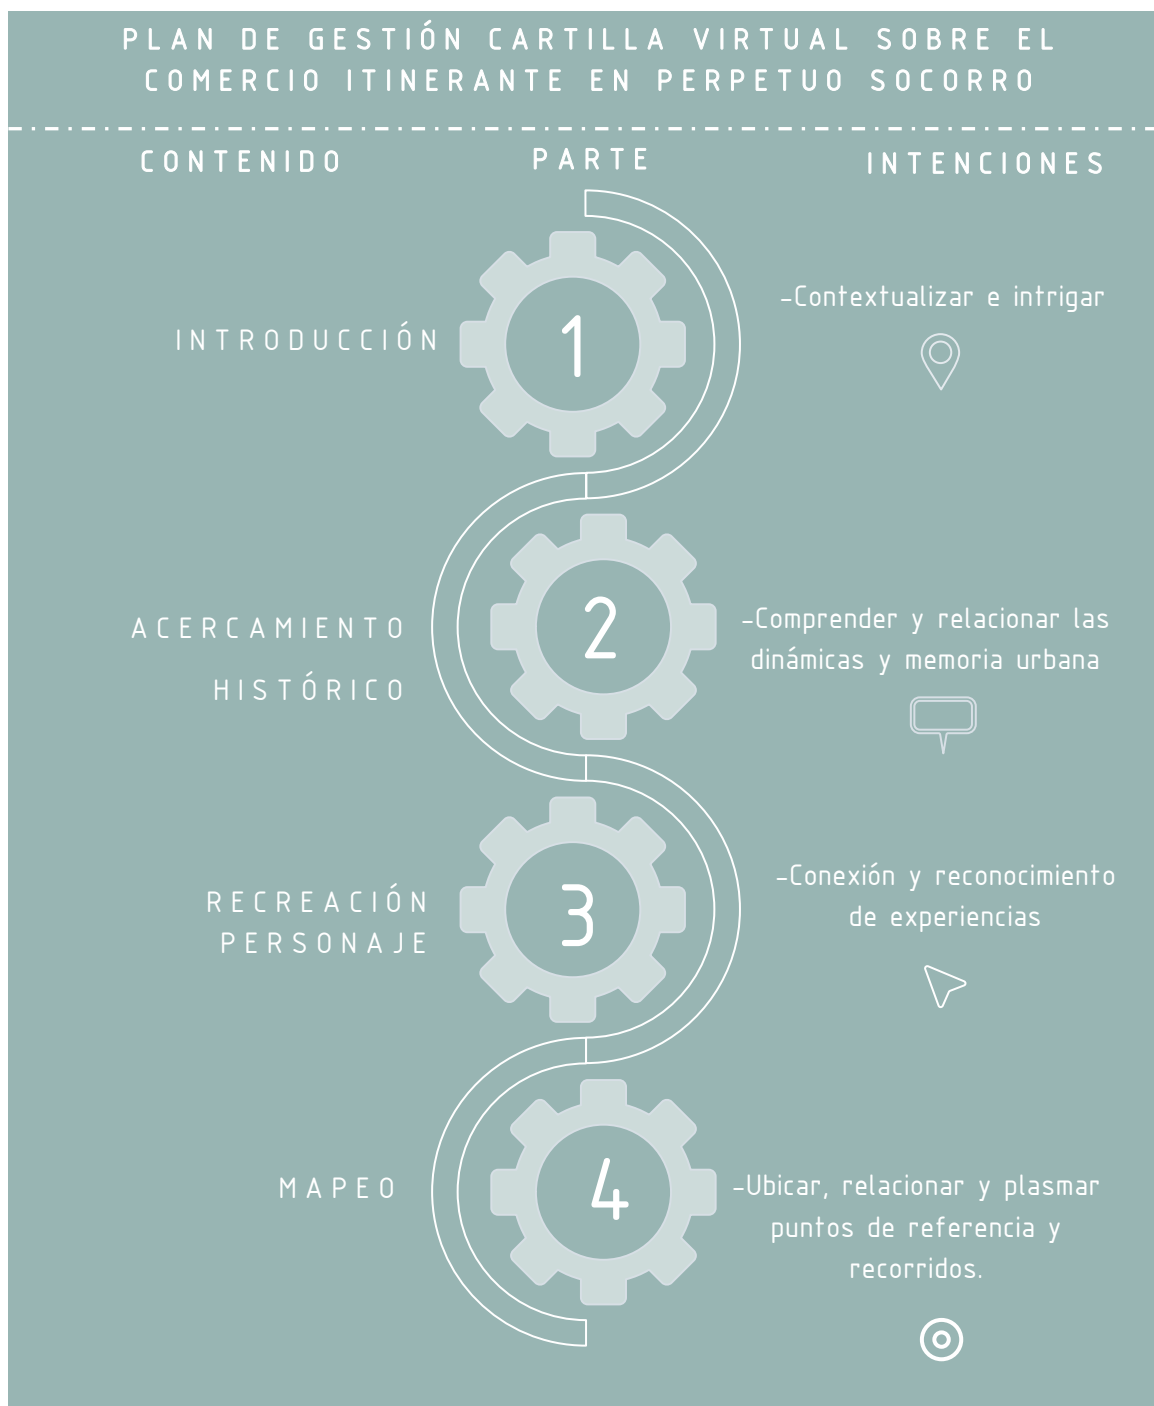 PLAN DE GESTIÓN CARTILLA VIRTUAL SOBRE EL
COMERCIO ITINERANTE EN PERPETUO SOCORRO
CONTENIDO
PARTE
INTENCIONES
INTRODUCCIÓN
1
-Contextualizar e intrigar
ACERCAMIENTO
HISTÓRICO
2
-Comprender y relacionar las
dinámicas y memoria urbana
RECREACIÓN
PERSONAJE
3
-Conexión y reconocimiento
de experiencias
MAPEO
4
-Ubicar, relacionar y plasmar
puntos de referencia y
recorridos.